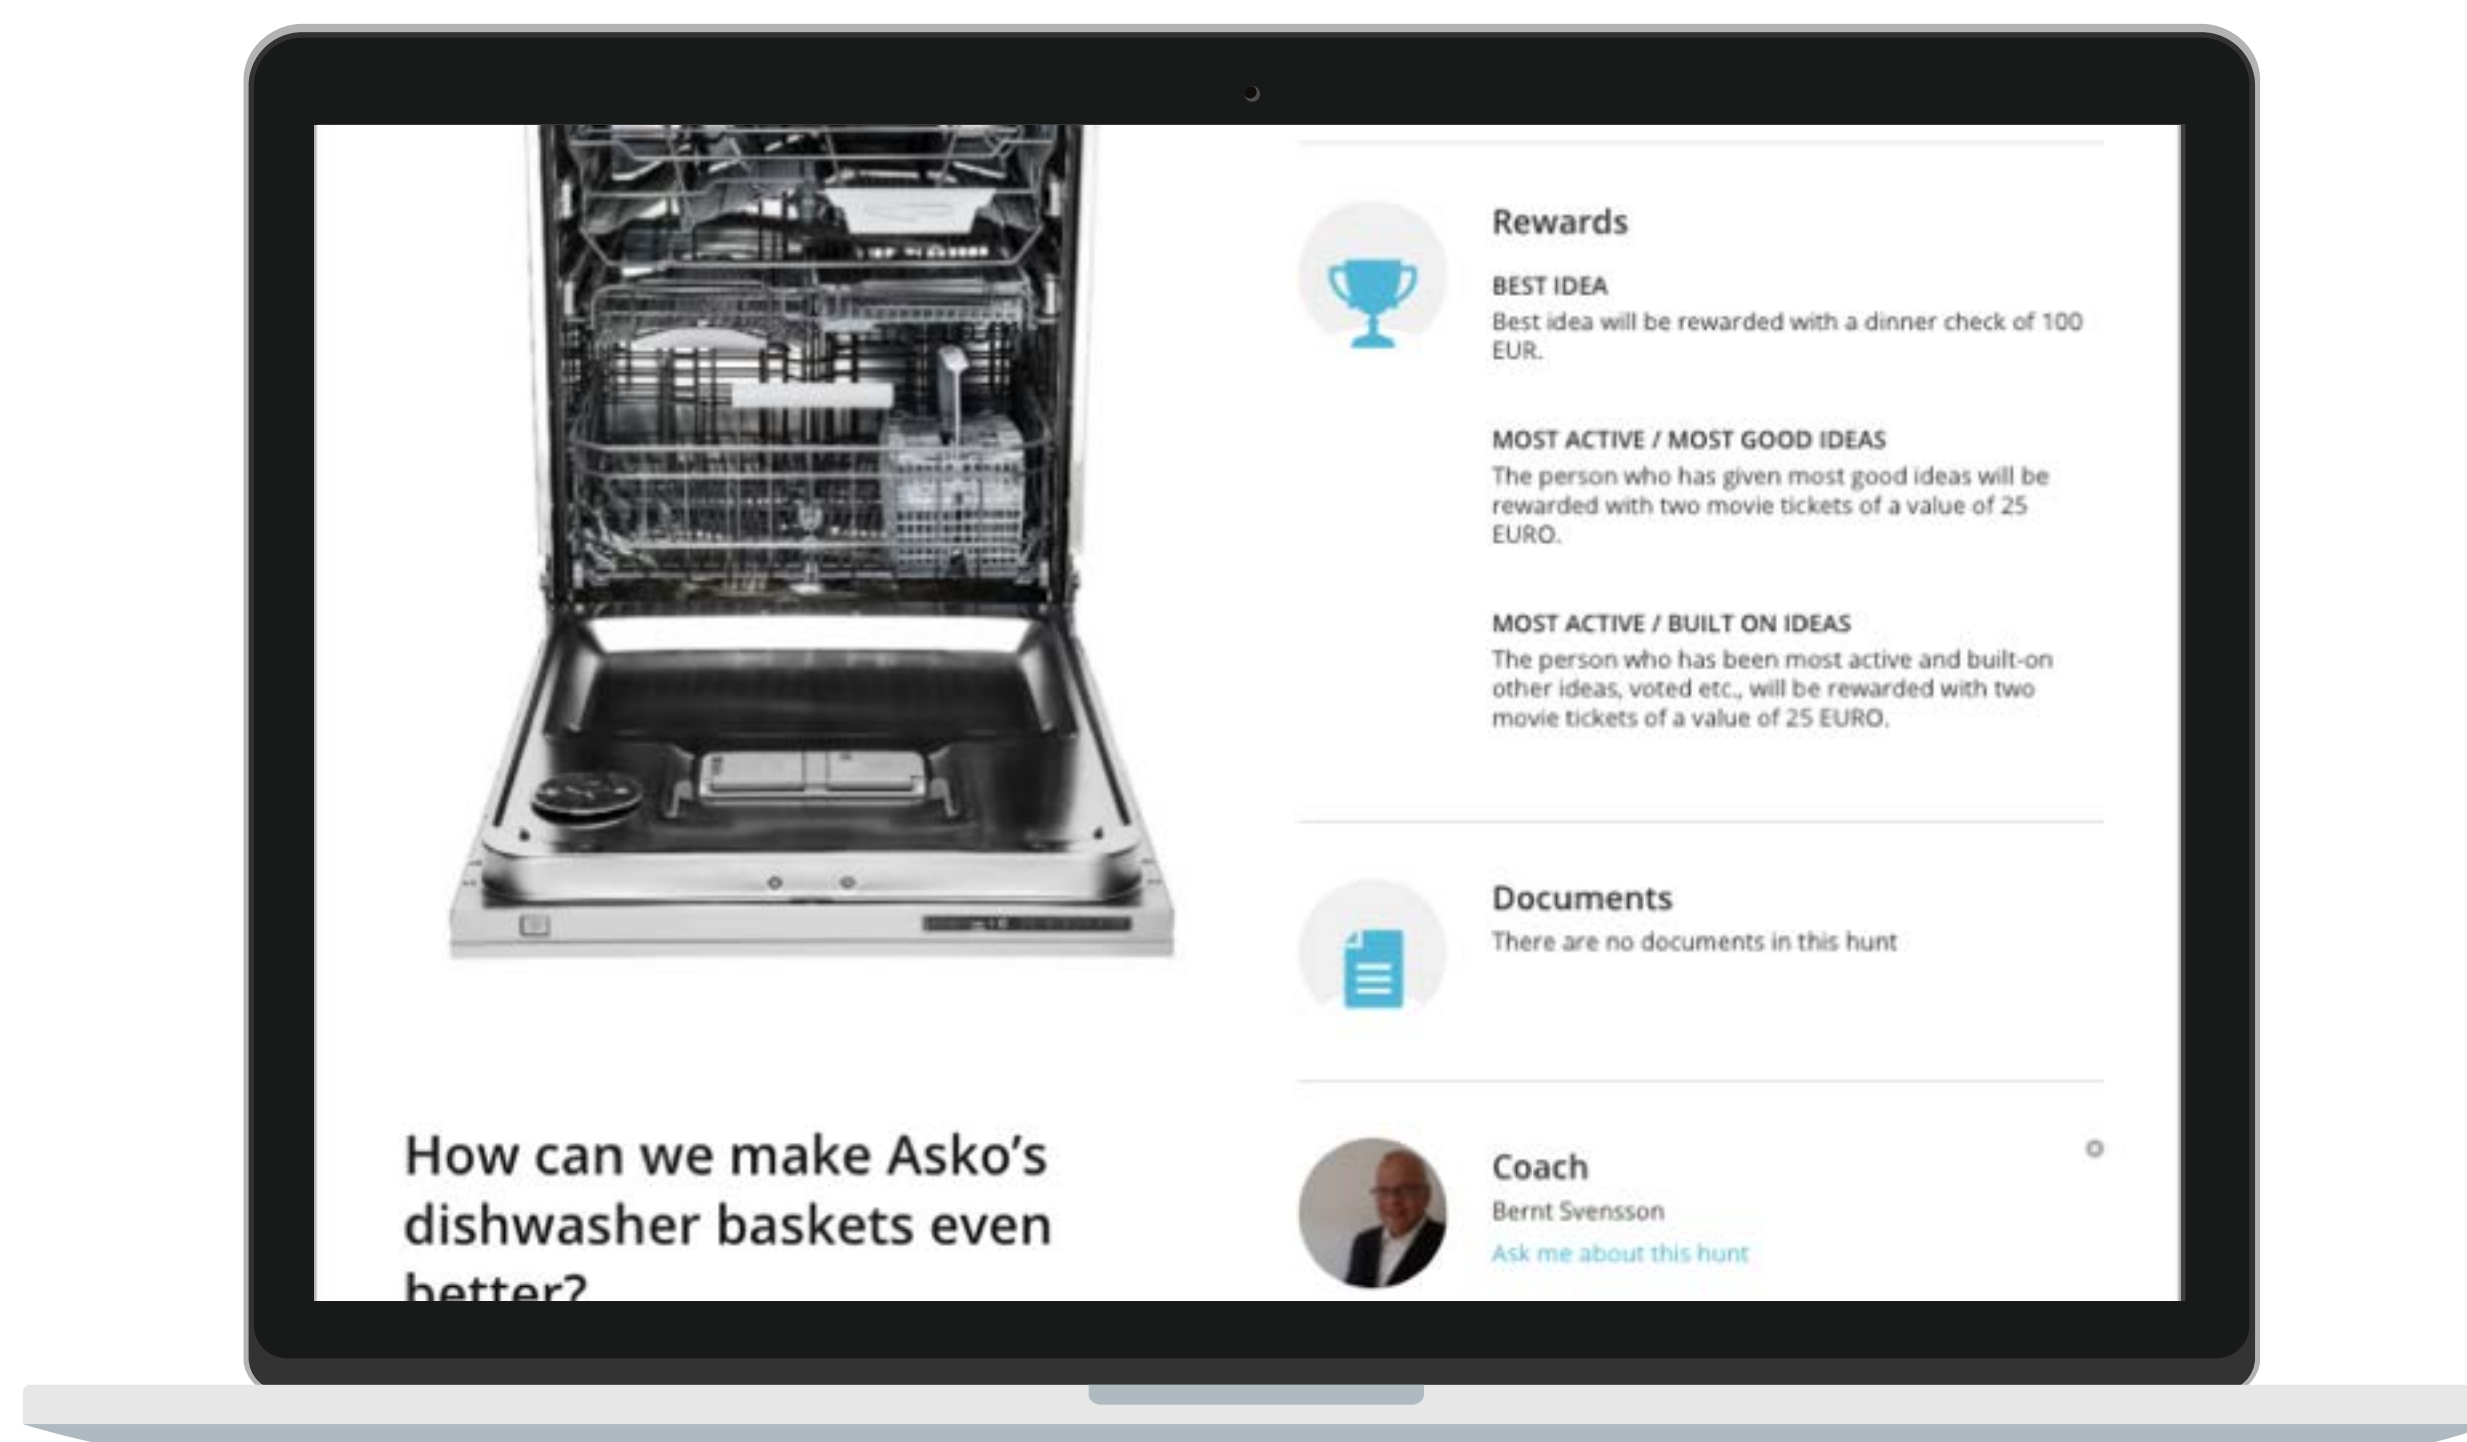 Rewards
BEST IDEA
Best idea will be rewarded with a dinner check of 100
EUR.
MOST ACTIVE / MOST GOOD IDEAS
The person who has given most good ideas will be
rewarded with two movie tickets of a value of 25
EURO.
MOST ACTIVE / BUILT ON IDEAS
The person who has been most active and built-on
other ideas, voted etc., will be rewarded with two
movie tickets of a value of 25 EURO.
Documents
There are no documents in this hunt
How can we make Asko’s
dishwasher baskets even
better?
Coach
Bernt Svensson
Ask me about this hunt